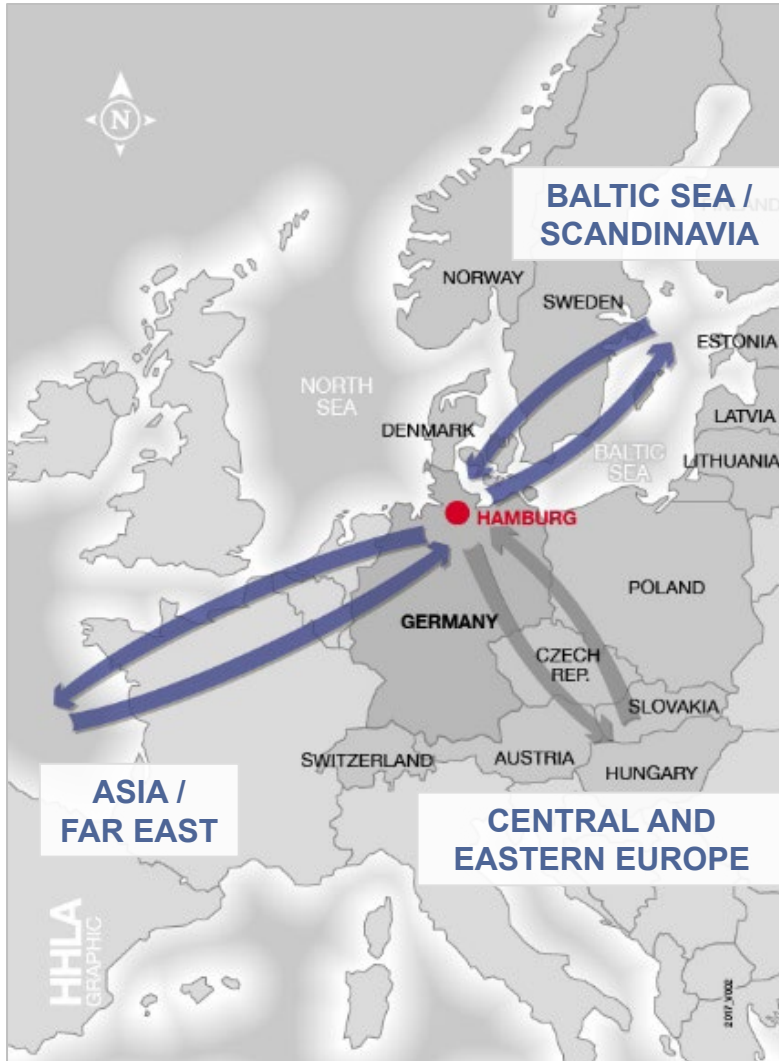 N
BALTIC SEA /
SCANDINAVIA
NORWAY
SWEDEN
ESTONIA
NORTH
SEA
LATVIA
DENMARK
BALTIC
SEA
LITHUANIA
HAMBURG
POLAND
GERMANY
CZECH
REP.
SLOVAKIA
SWITZERLAND
AUSTRIA
HUNGARY
ASIA /
FAR EAST
CENTRAL AND
EASTERN EUROPE
HHLA
GRAPHIC
2017_V002